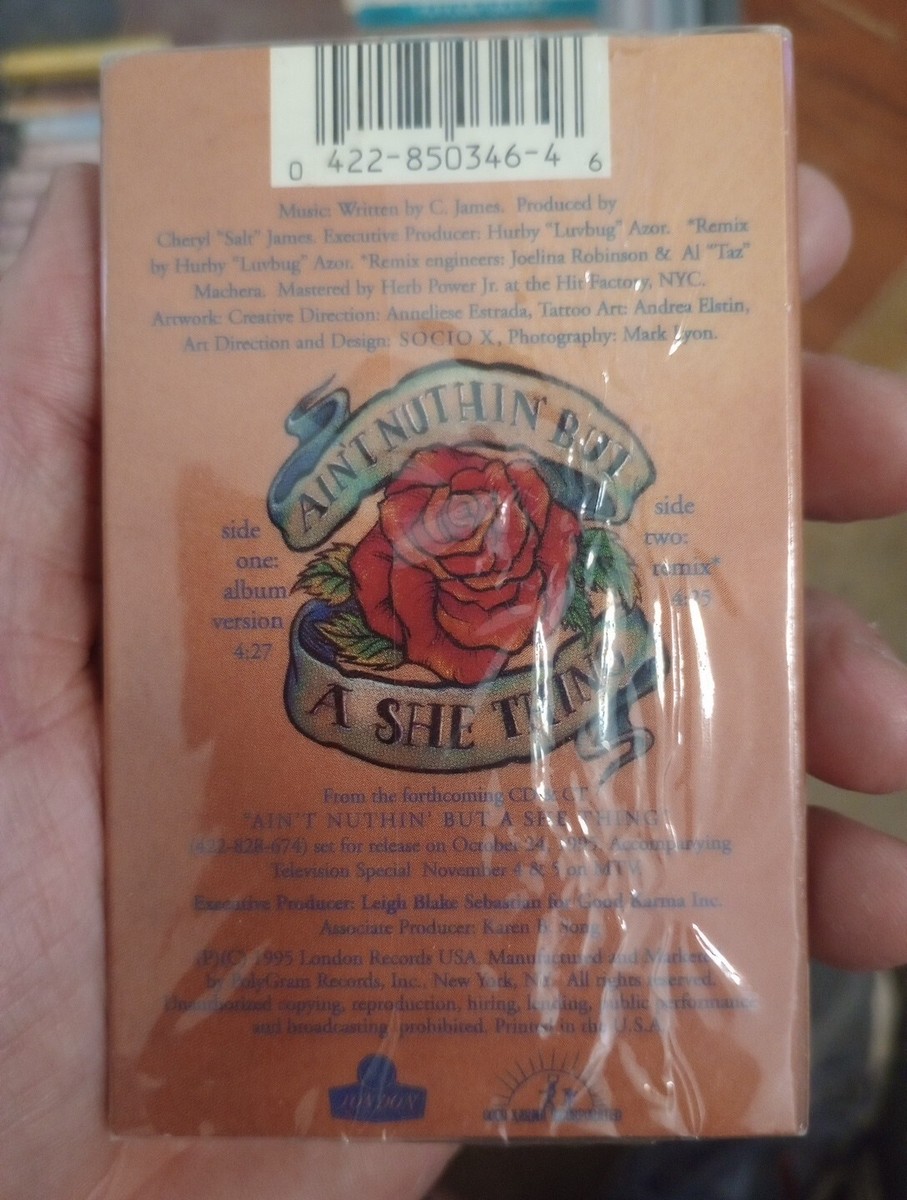 0 422-850346-4 6
Music: Written by C. James. Produced by
Cheryl "Salt" James. Executive Producer: Hurby "Luvbug" Azor. *Remix
by Hurby "Luvbug" Azor. *Remix engineers: Joelina Robinson & Al "Taz"
Machera. Mastered by Herb Power Jr. at the Hit Factory, NYC.
Artwork: Creative Direction: Anneliese Estrada, Tattoo Art: Andrea Elstin,
Art Direction and Design: SOCIO X, Photography: Mark Lyon.
AIN'T NUTHIN' BUT
side
one:
album
version
4:27
side
two:
remix*
A SHE THING
From the forthcoming CD & CT
"AIN'T NUTHIN' BUT A SHE THING"
(422-828-674) set for release on October 24, 1995. Accompanying
Television Special November 4 & 5 on MTV.
Executive Producer: Leigh Blake Sebastian for Good Karma Inc.
Associate Producer: Karen B. Song
(P)(C) 1995 London Records USA. Manufactured and Marketed
by PolyGram Records, Inc., New York, NY. All rights reserved.
Unauthorized copying, reproduction, hiring, lending, public performance
and broadcasting prohibited. Printed in the U.S.A.
LONDON